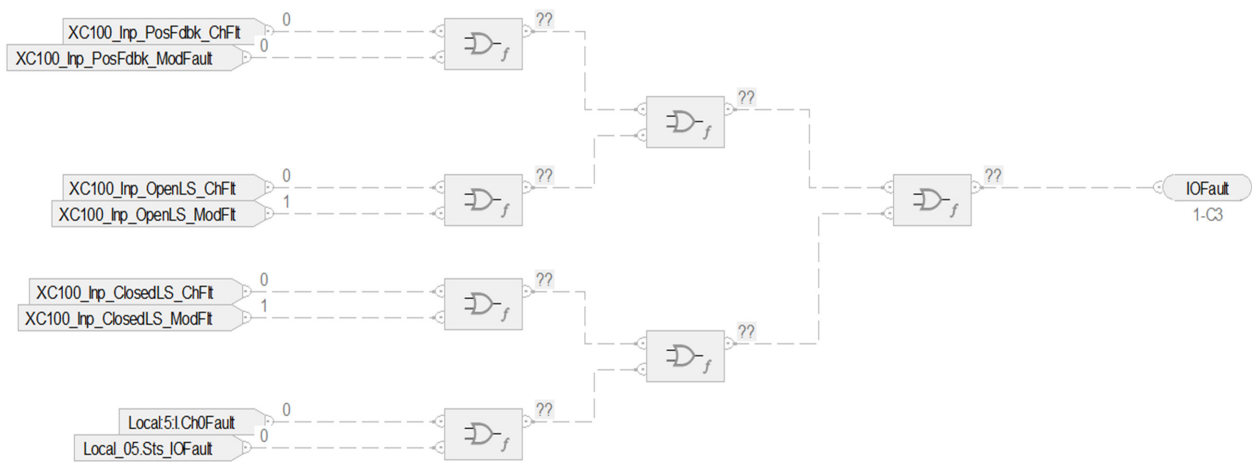 XC100_Inp_PosFdbk_ChFlt
0
??
XC100_Inp_PosFdbk_ModFault
0
f
??
f
XC100_Inp_OpenLS_ChFlt
0
??
??
XC100_Inp_OpenLS_ModFlt
1
f
f
IOFault
1-C3
XC100_Inp_ClosedLS_ChFlt
0
??
XC100_Inp_ClosedLS_ModFlt
1
f
??
f
Local:5:I.Ch0Fault
0
??
Local_05.Sts_IOFault
0
f